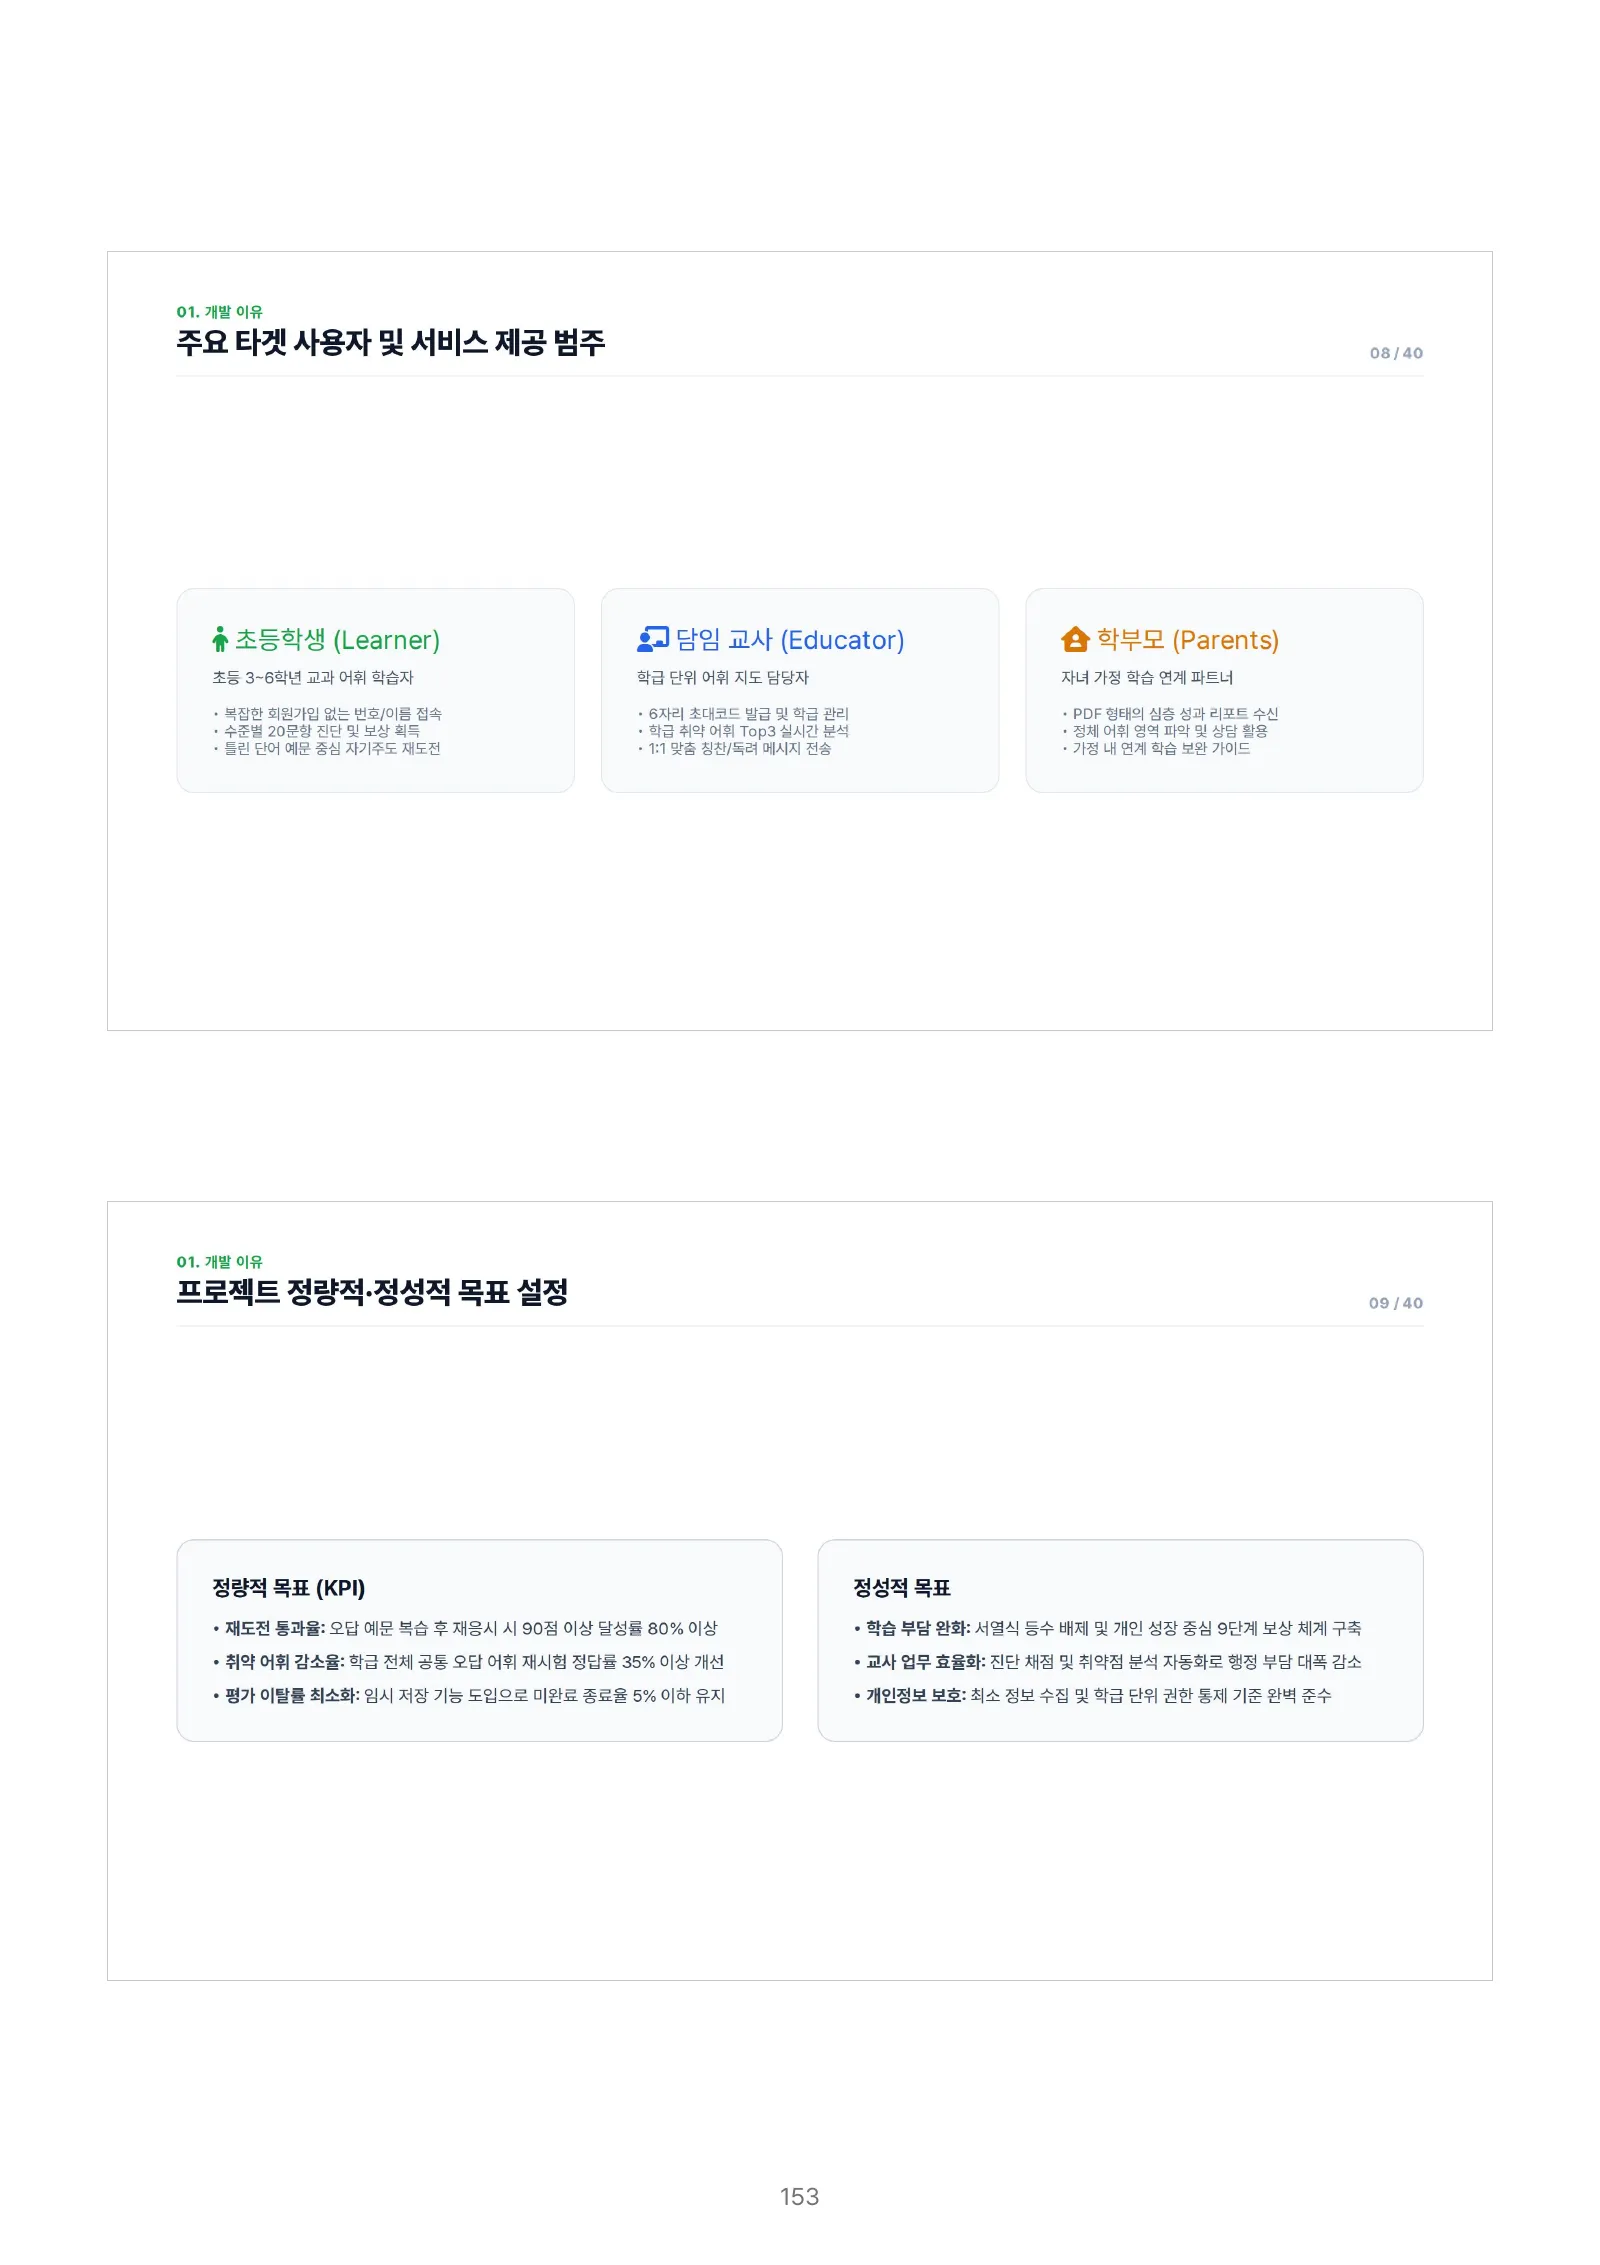 01. 개발 이유
주요 타겟 사용자 및 서비스 제공 범주
08 / 40
초등학생 (Learner)
초등 3~6학년 교과 어휘 학습자
• 복잡한 회원가입 없는 번호/이름 접속
• 수준별 20문항 진단 및 보상 획득
• 틀린 단어 예문 중심 자기주도 재도전
담임 교사 (Educator)
학급 단위 어휘 지도 담당자
• 6자리 초대코드 발급 및 학급 관리
• 학급 취약 어휘 Top3 실시간 분석
• 1:1 맞춤 칭찬/독려 메시지 전송
학부모 (Parents)
자녀 가정 학습 연계 파트너
• PDF 형태의 심층 성과 리포트 수신
• 정체 어휘 영역 파악 및 상담 활용
• 가정 내 연계 학습 보완 가이드
01. 개발 이유
프로젝트 정량적·정성적 목표 설정
09 / 40
정량적 목표 (KPI)
• 재도전 통과율: 오답 예문 복습 후 재응시 시 90점 이상 달성률 80% 이상
• 취약 어휘 감소율: 학급 전체 공통 오답 어휘 재시험 정답률 35% 이상 개선
• 평가 이탈률 최소화: 임시 저장 기능 도입으로 미완료 종료율 5% 이하 유지
정성적 목표
• 학습 부담 완화: 서열식 등수 배제 및 개인 성장 중심 9단계 보상 체계 구축
• 교사 업무 효율화: 진단 채점 및 취약점 분석 자동화로 행정 부담 대폭 감소
• 개인정보 보호: 최소 정보 수집 및 학급 단위 권한 통제 기준 완벽 준수
153